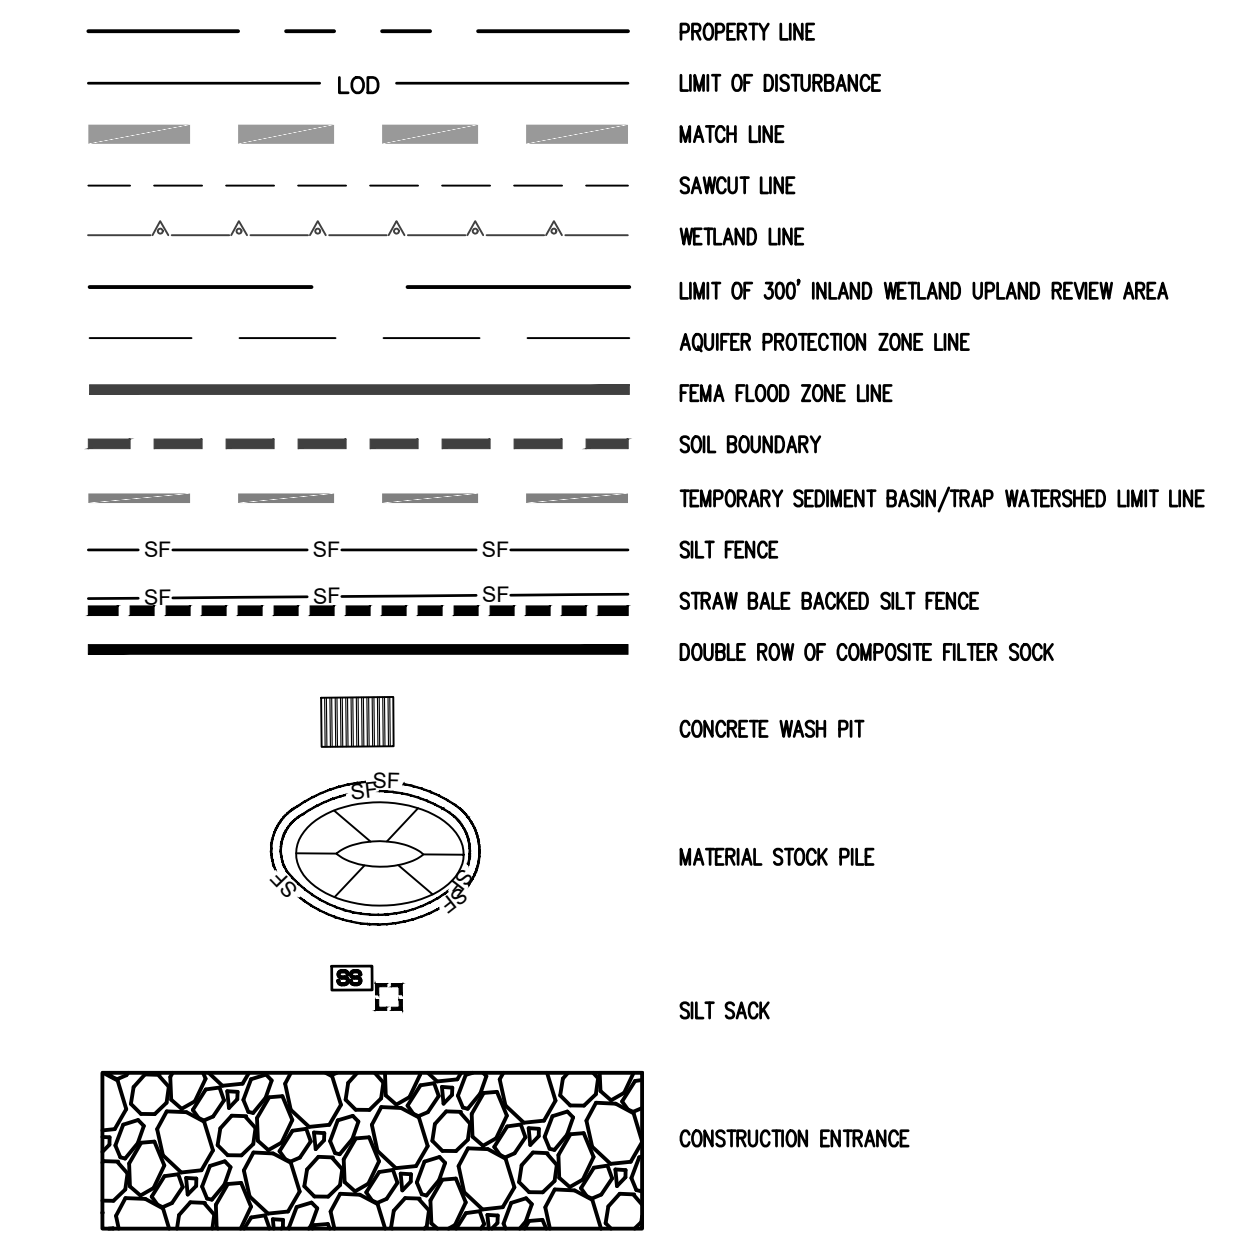 PROPERTY LINE
LOD LIMIT OF DISTURBANCE
MATCH LINE
SAWCUT LINE
WETLAND LINE
LIMIT OF 300' INLAND WETLAND UPLAND REVIEW AREA
AQUIFER PROTECTION ZONE LINE
FEMA FLOOD ZONE LINE
SOIL BOUNDARY
TEMPORARY SEDIMENT BASIN/TRAP WATERSHED LIMIT LINE
SF SF SF SILT FENCE
SF SF SF STRAW BALE BACKED SILT FENCE
DOUBLE ROW OF COMPOSITE FILTER SOCK
CONCRETE WASH PIT
SF SF
MATERIAL STOCK PILE
SF SF SF
SS
SILT SACK
CONSTRUCTION ENTRANCE